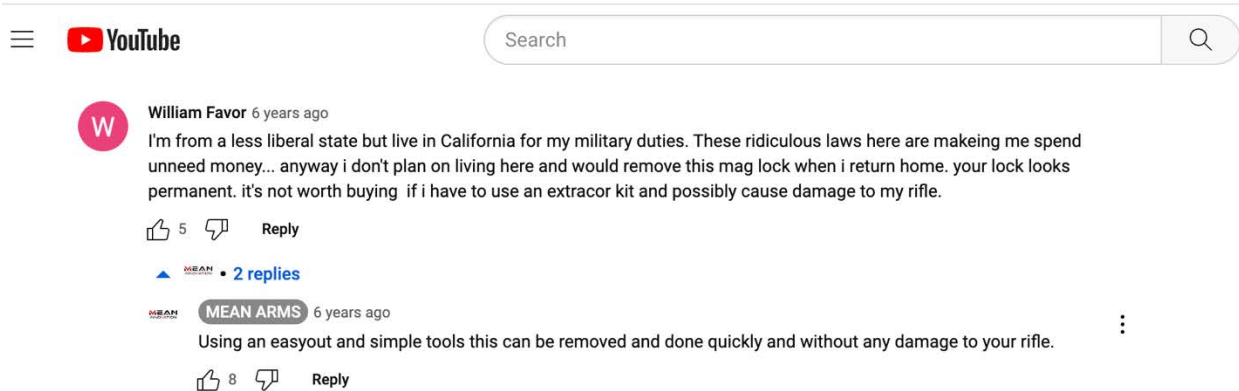 YouTube
Search
W
William Favor 6 years ago
I'm from a less liberal state but live in California for my military duties. These ridiculous laws here are makeing me spend
unneed money... anyway i don't plan on living here and would remove this mag lock when i return home. your lock looks
permanent. it's not worth buying if i have to use an extracor kit and possibly cause damage to my rifle.
5 Reply
MEAN • 2 replies
MEAN MEAN ARMS 6 years ago
Using an easyout and simple tools this can be removed and done quickly and without any damage to your rifle.
8 Reply